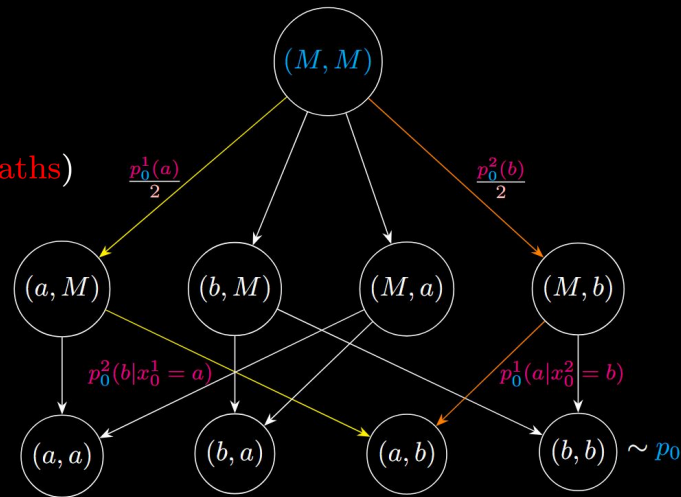 (M, M)
aths)
p_0^1(a)/2
p_0^2(b)/2
(a, M)
(b, M)
(M, a)
(M, b)
p_0^2(b|x_0^1 = a)
p_0^1(a|x_0^2 = b)
(a, a)
(b, a)
(a, b)
(b, b)
~ p_0